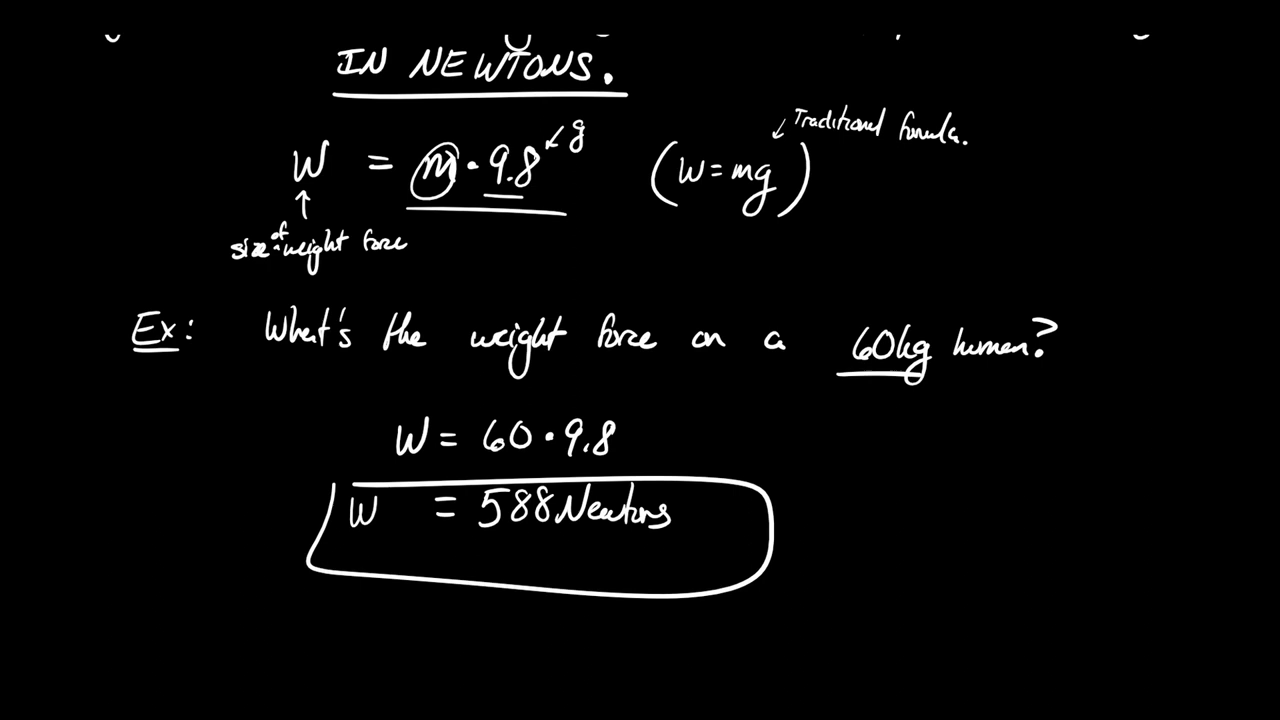 IN NEWTONS.
Traditional formula.
W = m · 9.8 g (W = mg)
size of weight force
Ex: What's the weight force on a 60kg human?
W = 60 · 9.8
W = 588 Newtons